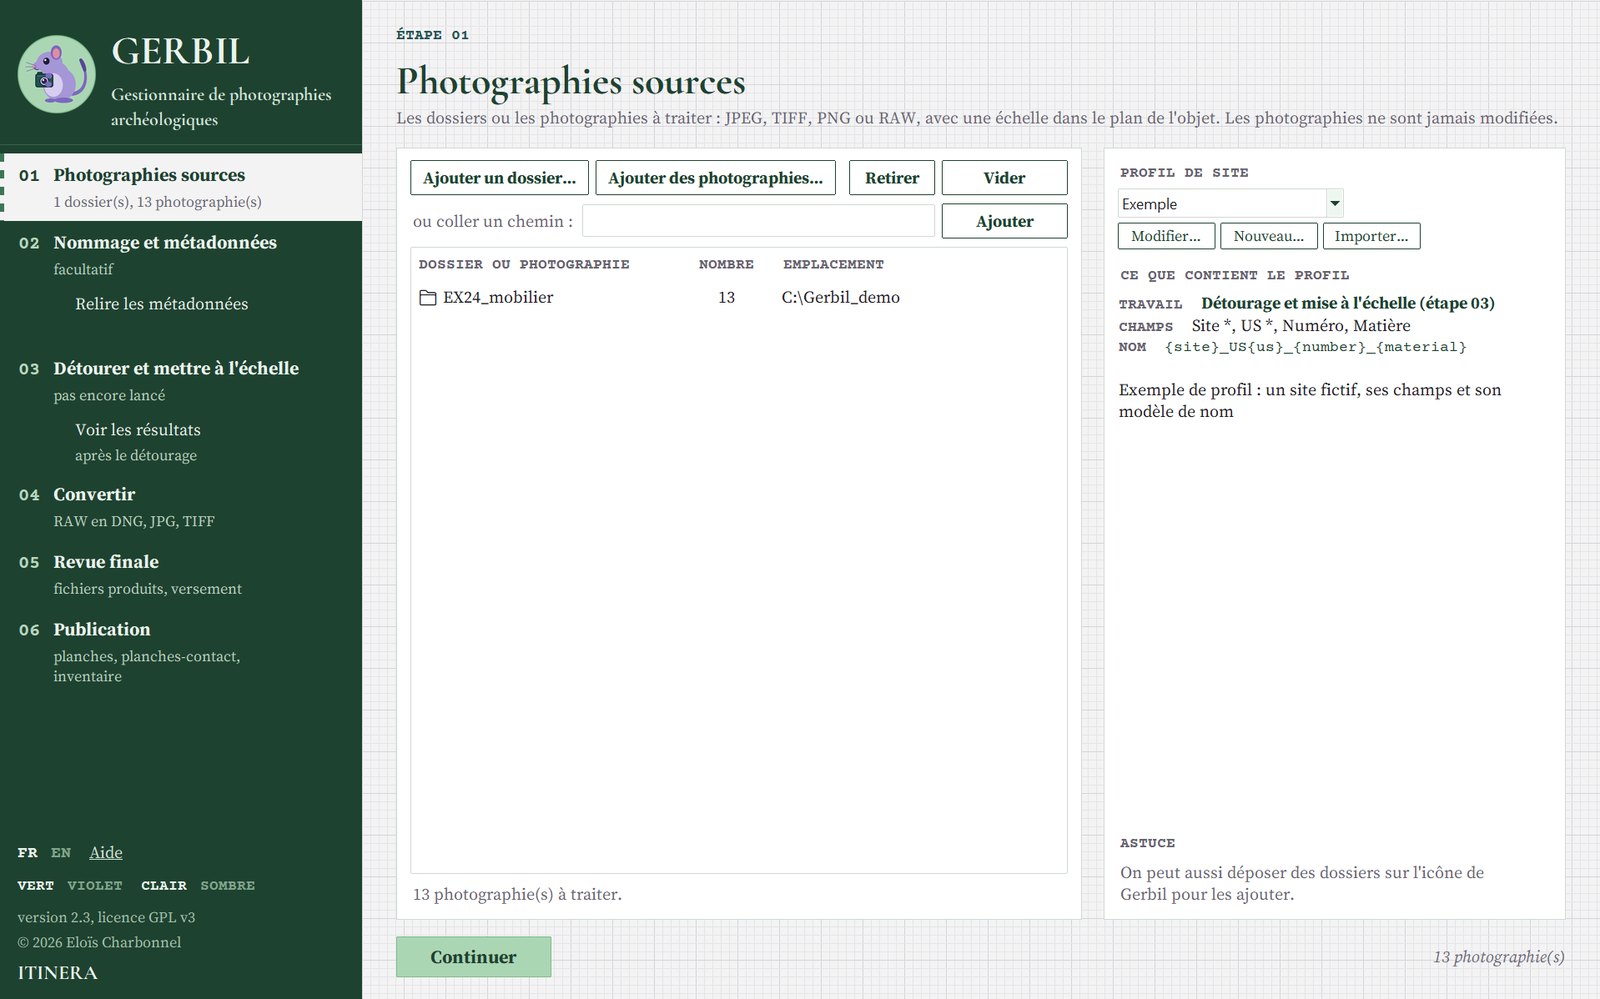 GERBIL
Gestionnaire de photographies
archéologiques
01 Photographies sources
1 dossier(s), 13 photographie(s)
02 Nommage et métadonnées
facultatif
Relire les métadonnées
03 Détourer et mettre à l'échelle
pas encore lancé
Voir les résultats
après le détourage
04 Convertir
RAW en DNG, JPG, TIFF
05 Revue finale
fichiers produits, versement
06 Publication
planches, planches-contact,
inventaire
FR EN Aide
VERT VIOLET CLAIR SOMBRE
version 2.3, licence GPL v3
© 2026 Eloïs Charbonnel
ITINERA
ÉTAPE 01
Photographies sources
Les dossiers ou les photographies à traiter : JPEG, TIFF, PNG ou RAW, avec une échelle dans le plan de l'objet. Les photographies ne sont jamais modifiées.
Ajouter un dossier... Ajouter des photographies... Retirer Vider
ou coller un chemin : Ajouter
DOSSIER OU PHOTOGRAPHIE NOMBRE EMPLACEMENT
EX24_mobilier 13 C:\Gerbil_demo
13 photographie(s) à traiter.
PROFIL DE SITE
Exemple
Modifier... Nouveau... Importer...
CE QUE CONTIENT LE PROFIL
TRAVAIL Détourage et mise à l'échelle (étape 03)
CHAMPS Site *, US *, Numéro, Matière
NOM {site}_US{us}_{number}_{material}
Exemple de profil : un site fictif, ses champs et son
modèle de nom
ASTUCE
On peut aussi déposer des dossiers sur l'icône de
Gerbil pour les ajouter.
Continuer
13 photographie(s)